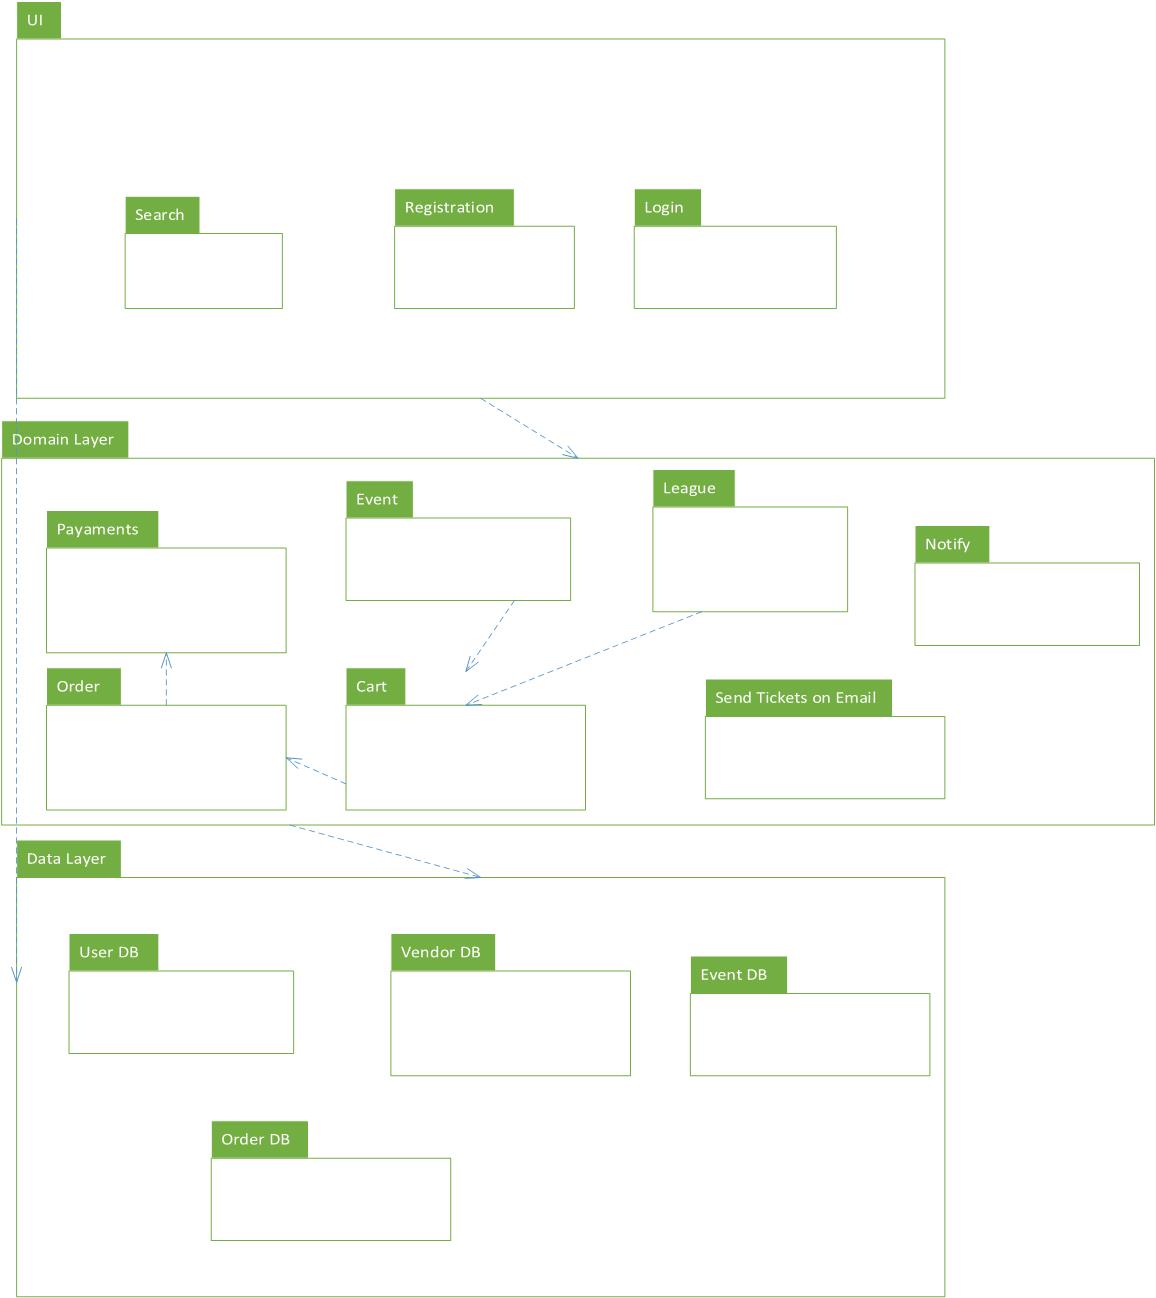 UI
Search
Registration
Login
Domain Layer
Payaments
Event
League
Notify
Order
Cart
Send Tickets on Email
Data Layer
User DB
Vendor DB
Event DB
Order DB